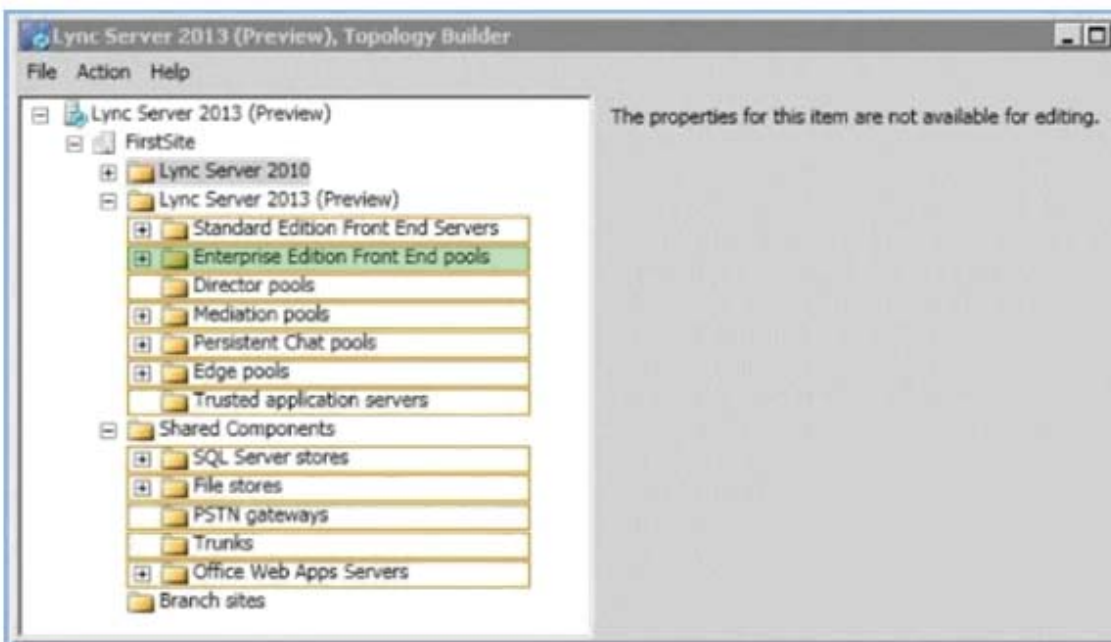 Lync Server 2013 (Preview), Topology Builder
File Action Help
Lync Server 2013 (Preview)
The properties for this item are not available for editing.
FirstSite
Lync Server 2010
Lync Server 2013 (Preview)
Standard Edition Front End Servers
Enterprise Edition Front End pools
Director pools
Mediation pools
Persistent Chat pools
Edge pools
Trusted application servers
Shared Components
SQL Server stores
File stores
PSTN gateways
Trunks
Office Web Apps Servers
Branch sites